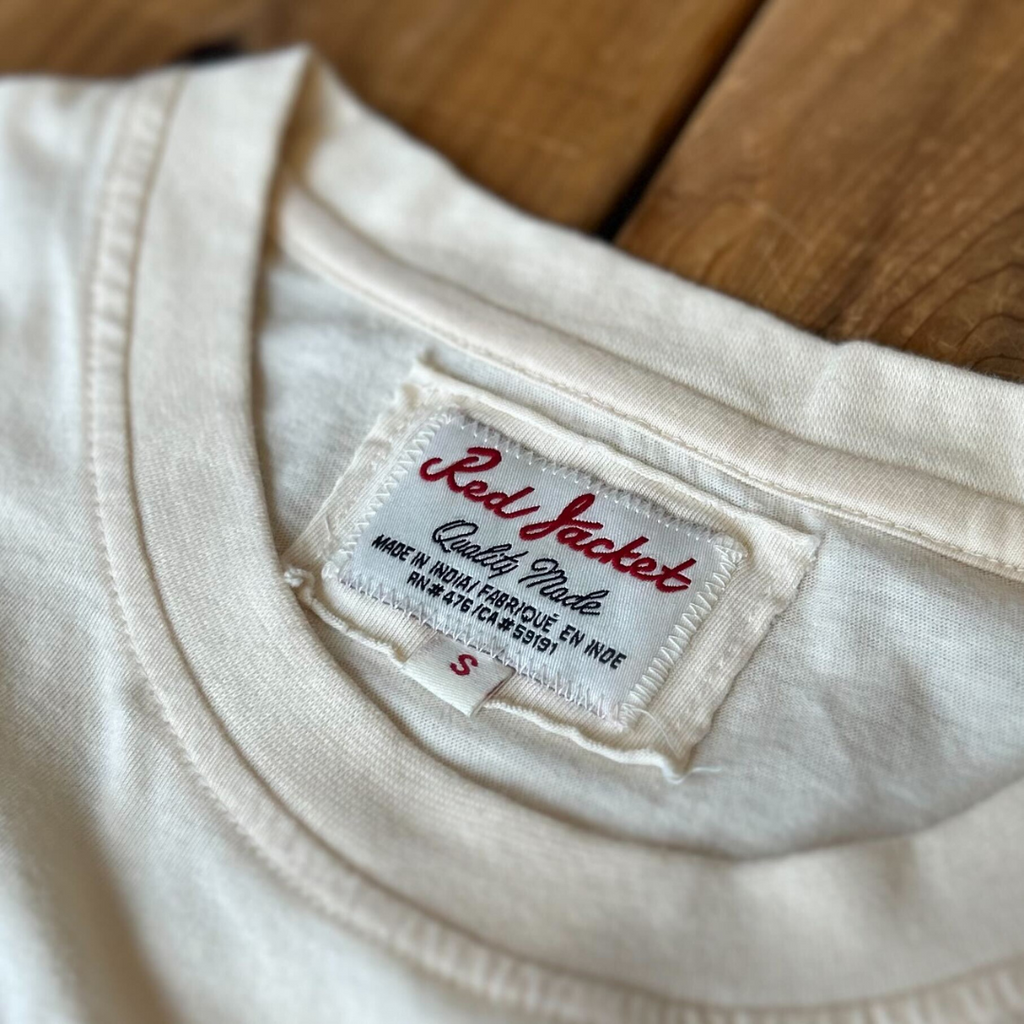 Red Jacket
Quality Made
MADE IN INDIA/ FABRIQUÉ EN INDE
RN# 476 /CA# 59191
S